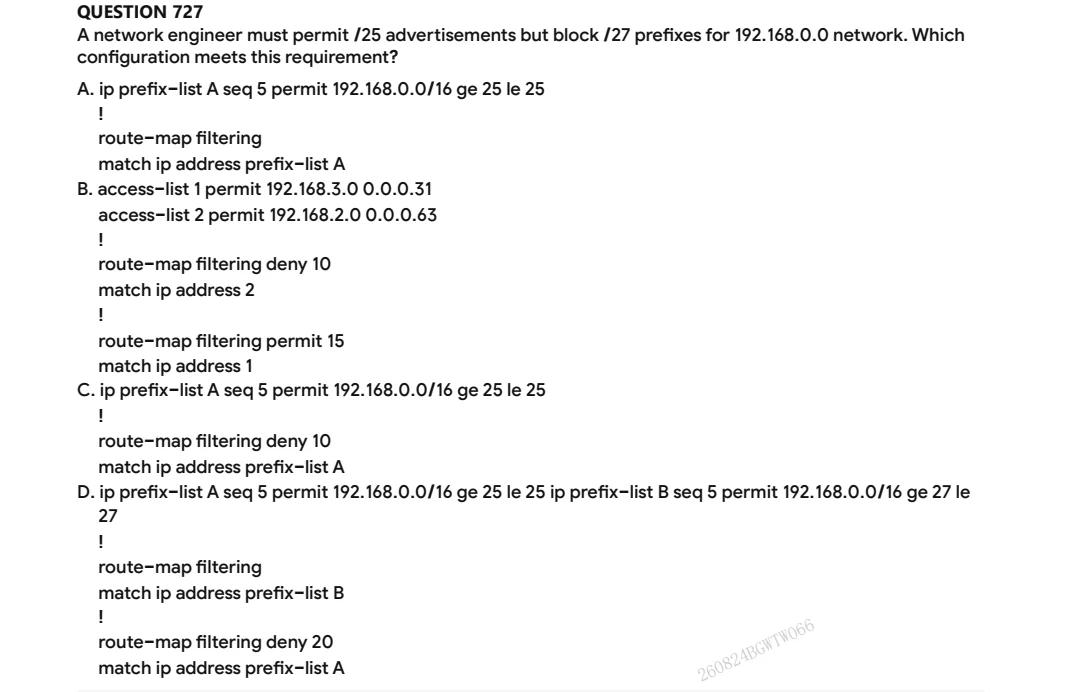 QUESTION 727
A network engineer must permit /25 advertisements but block /27 prefixes for 192.168.0.0 network. Which
configuration meets this requirement?
A. ip prefix-list A seq 5 permit 192.168.0.0/16 ge 25 le 25
!
route-map filtering
match ip address prefix-list A
B. access-list 1 permit 192.168.3.0 0.0.0.31
access-list 2 permit 192.168.2.0 0.0.0.63
!
route-map filtering deny 10
match ip address 2
!
route-map filtering permit 15
match ip address 1
C. ip prefix-list A seq 5 permit 192.168.0.0/16 ge 25 le 25
!
route-map filtering deny 10
match ip address prefix-list A
D. ip prefix-list A seq 5 permit 192.168.0.0/16 ge 25 le 25 ip prefix-list B seq 5 permit 192.168.0.0/16 ge 27 le
27
!
route-map filtering
match ip address prefix-list B
!
route-map filtering deny 20
match ip address prefix-list A
260824BGWTW066